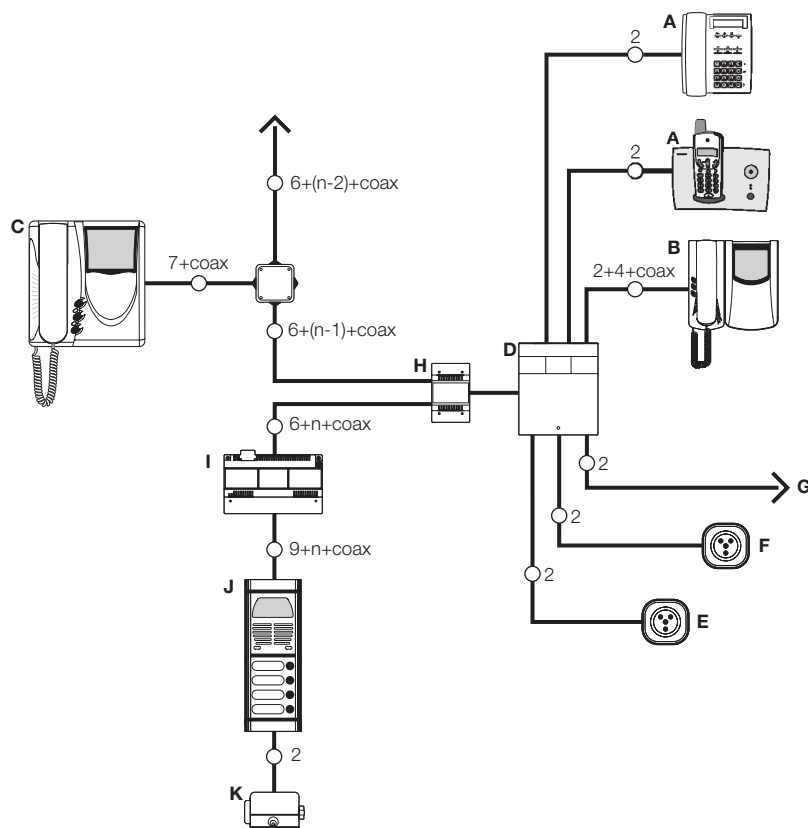 A
2
A
2
6+(n-2)+coax
C
7+coax
B
2+4+coax
6+(n-1)+coax
D
H
6+n+coax
I
2
G
2
F
9+n+coax
2
J
E
2
K